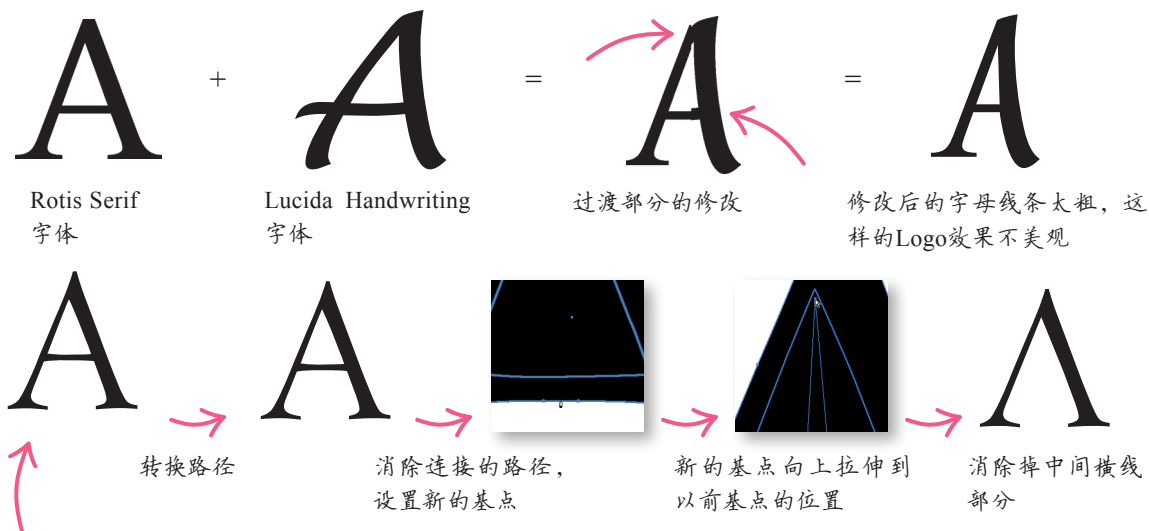 A
+
A
=
A
=
A
Rotis Serif
字体
Lucida Handwriting
字体
过渡部分的修改
修改后的字母线条太粗，这
样的Logo效果不美观
A
A
Λ
转换路径
消除连接的路径，
设置新的基点
新的基点向上拉伸到
以前基点的位置
消除掉中间横线
部分